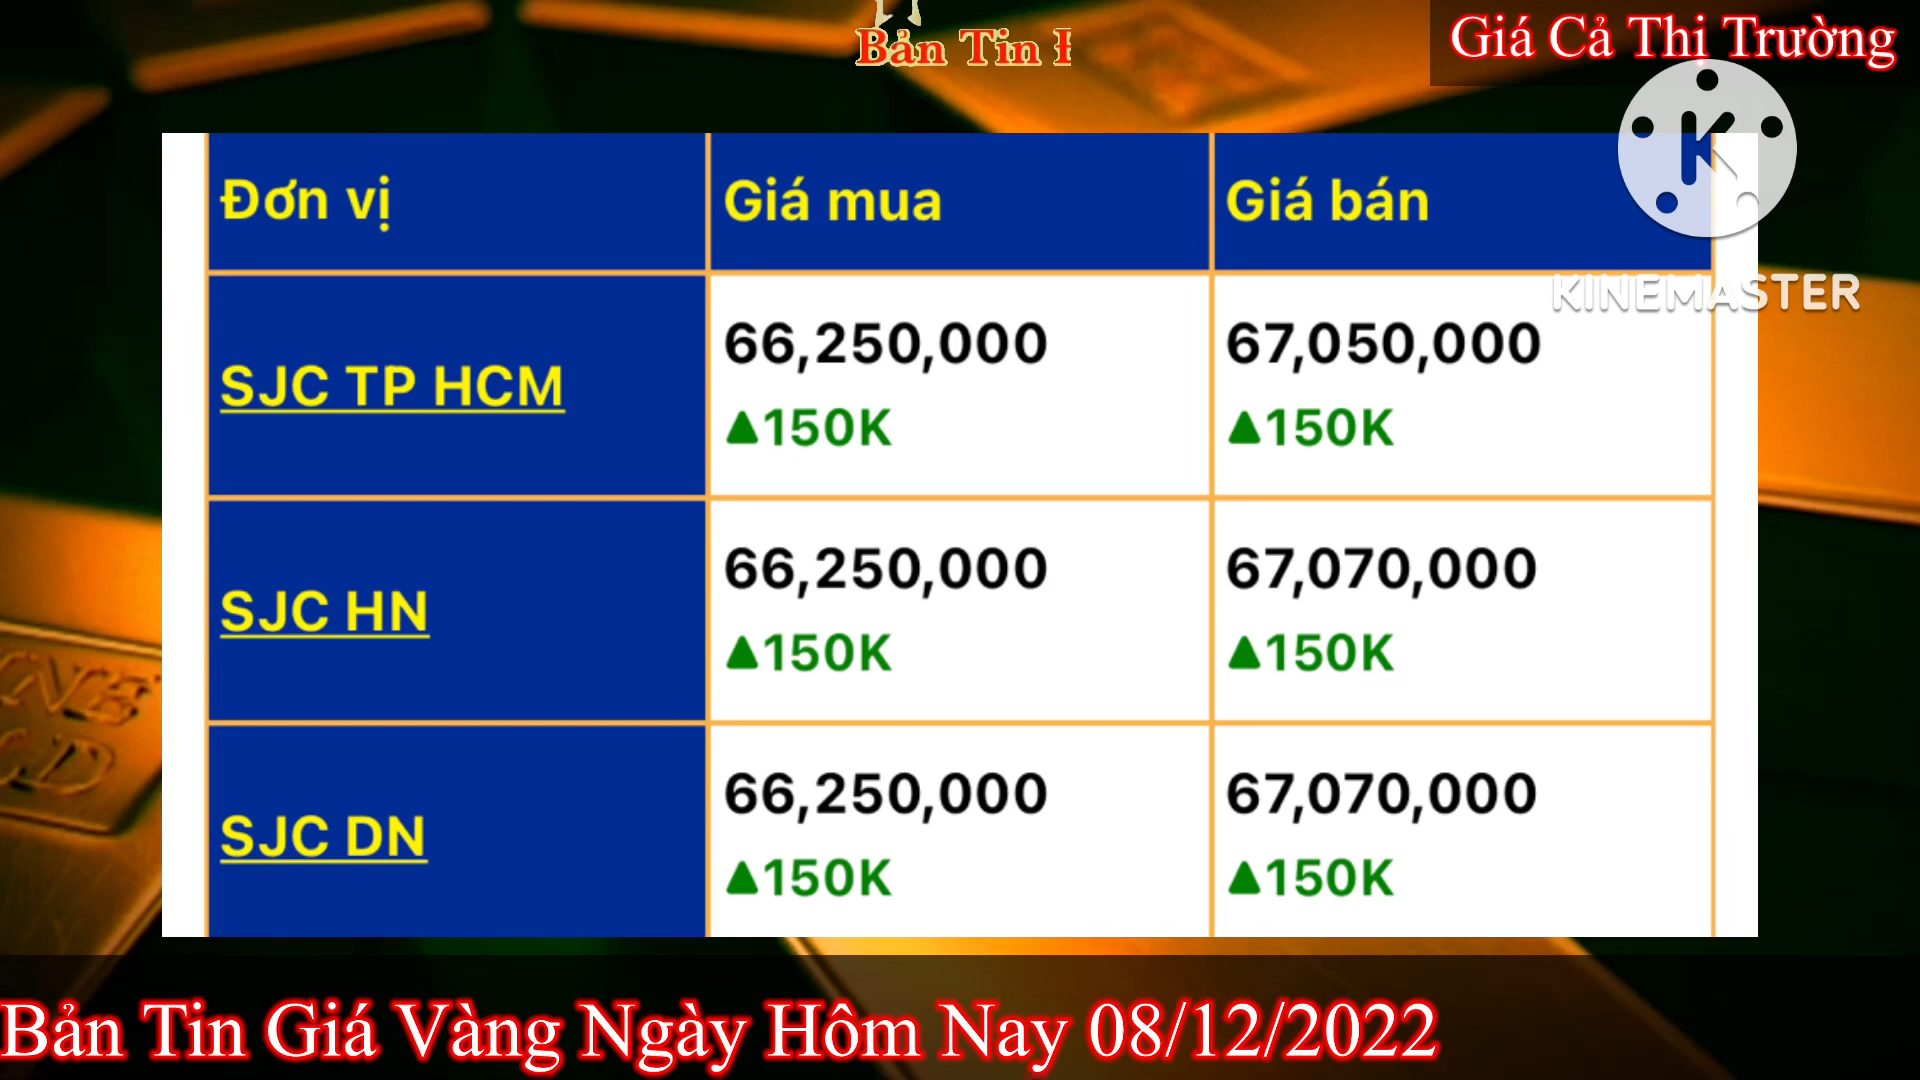 Bản Tin
Giá Cả Thị Trường
KINEMASTER
Đơn vị Giá mua Giá bán
SJC TP HCM 66,250,000 67,050,000
▲150K ▲150K
SJC HN 66,250,000 67,070,000
▲150K ▲150K
SJC DN 66,250,000 67,070,000
▲150K ▲150K
Bản Tin Giá Vàng Ngày Hôm Nay 08/12/2022